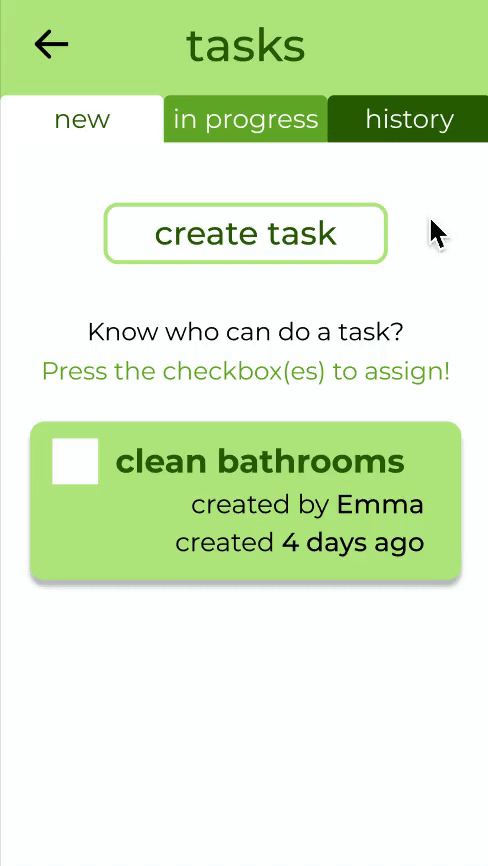 tasks
new
in progress
history
create task
Know who can do a task?
Press the checkbox(es) to assign!
clean bathrooms
created by Emma
created 4 days ago